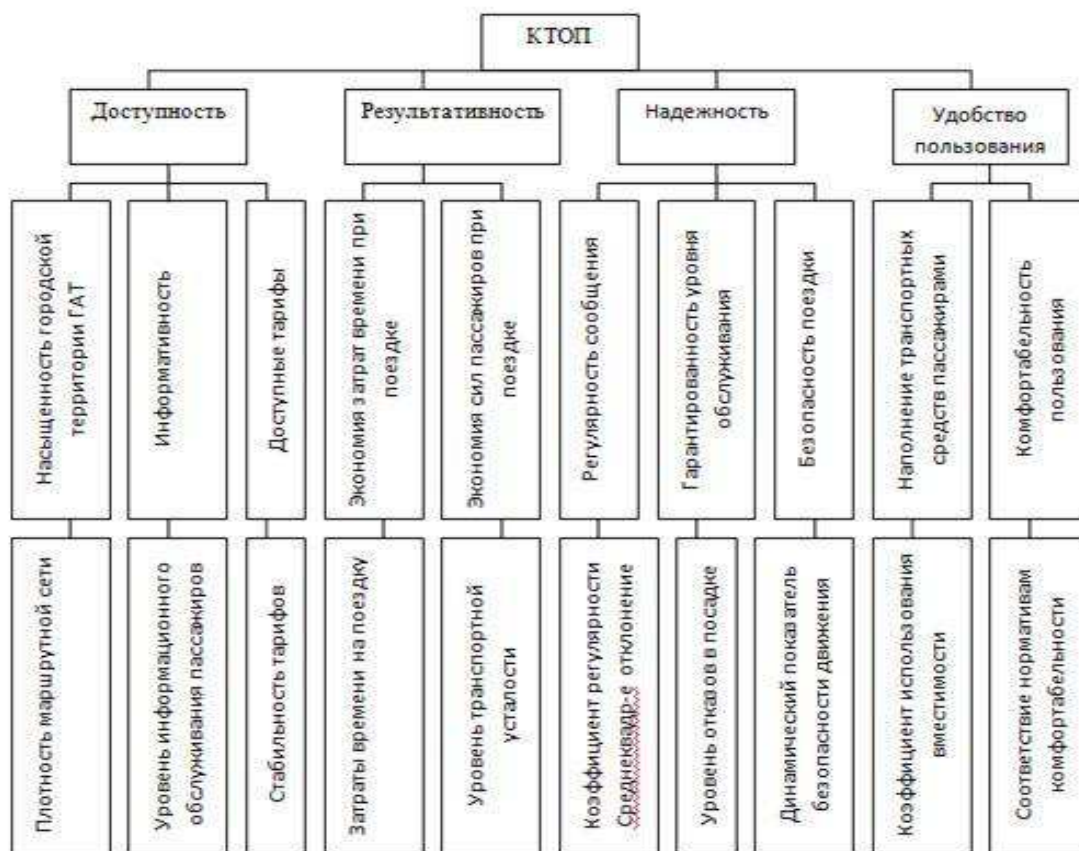 КТОП
Доступность
Результативность
Надежность
Удобство
пользования
Насыщенность городской
территории ГАТ
Информативность
Доступные тарифы
Экономия затрат времени при
поездке
Экономия сил пассажиров при
поездке
Регулярность сообщения
Гарантированность уровня
обслуживания
Безопасность поездки
Наполнение транспортных
средств пассажирами
Комфортабельность
пользования
Плотность маршрутной сети
Уровень информационного
обслуживания пассажиров
Стабильность тарифов
Затраты времени на поездку
Уровень транспортной
усталости
Коэффициент регулярности
Среднеквадр-е отклонение
Уровень отказов в посадке
Динамический показатель
безопасности движения
Коэффициент использования
вместимости
Соответствие нормативам
комфортабельности